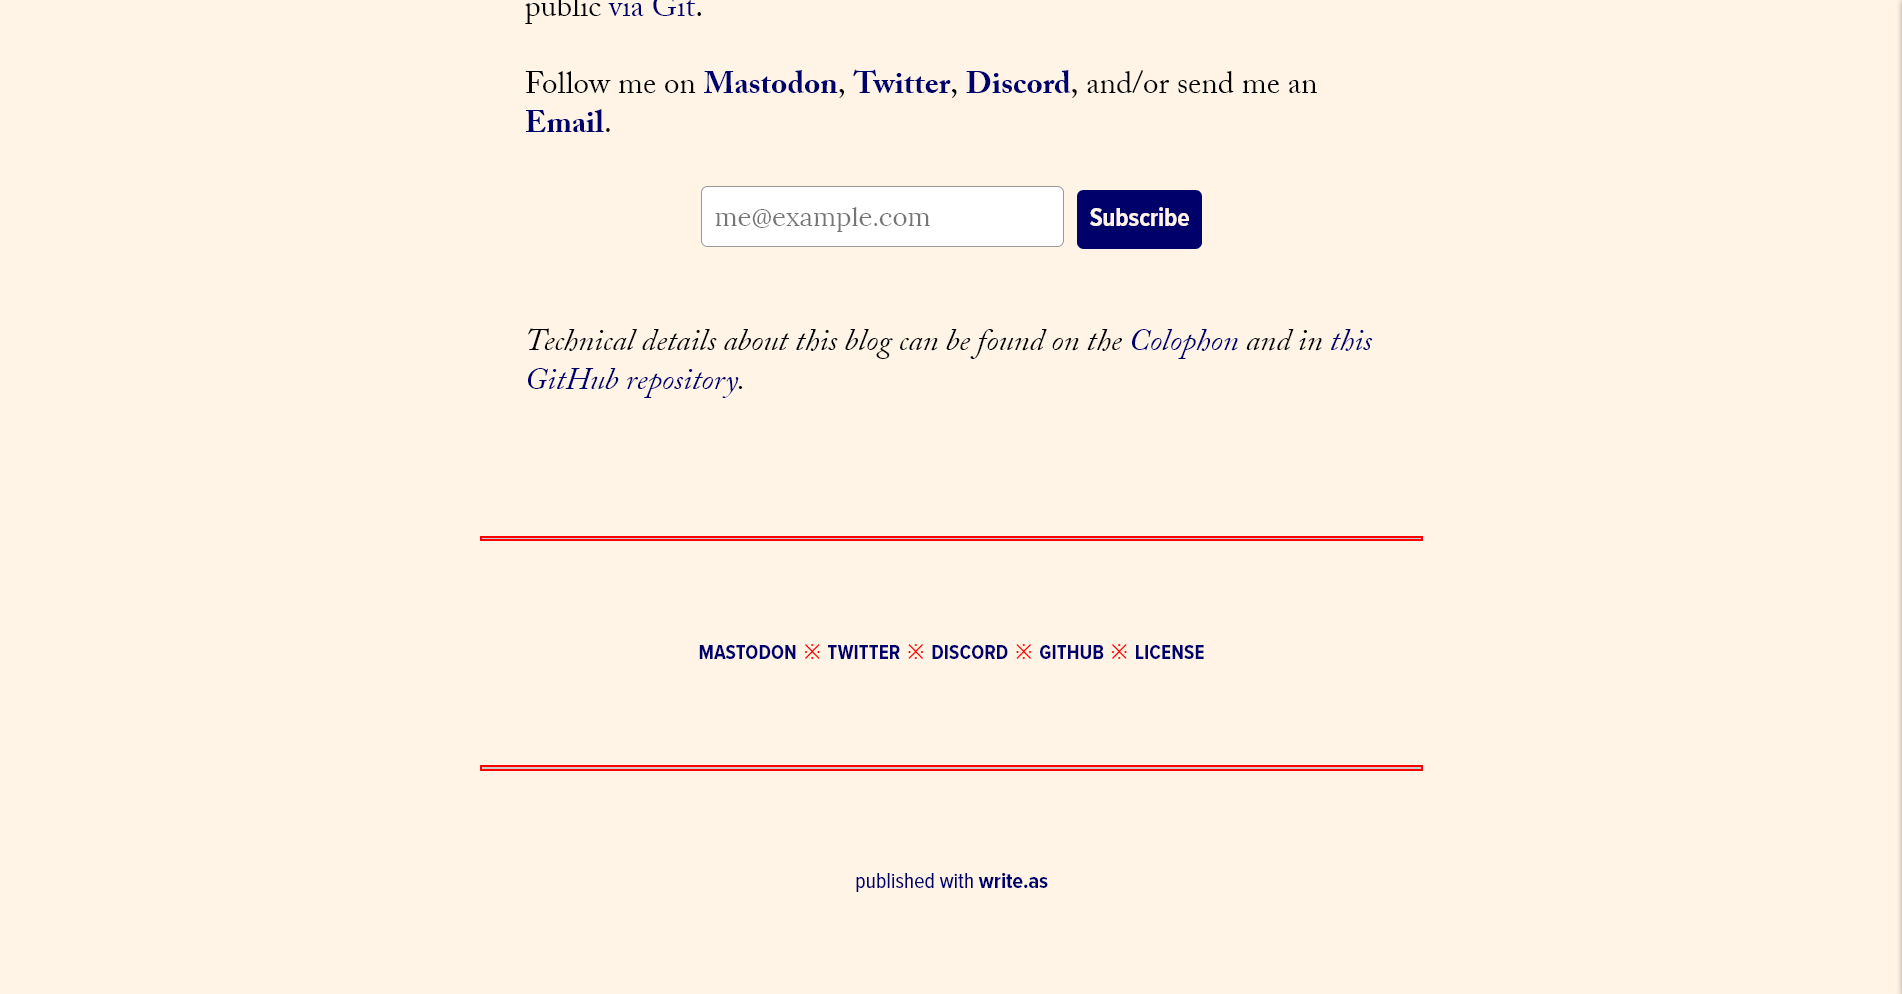 public via Git.
Follow me on Mastodon, Twitter, Discord, and/or send me an
Email.
me@example.com Subscribe
Technical details about this blog can be found on the Colophon and in this
GitHub repository.
MASTODON ※ TWITTER ※ DISCORD ※ GITHUB ※ LICENSE
published with write.as